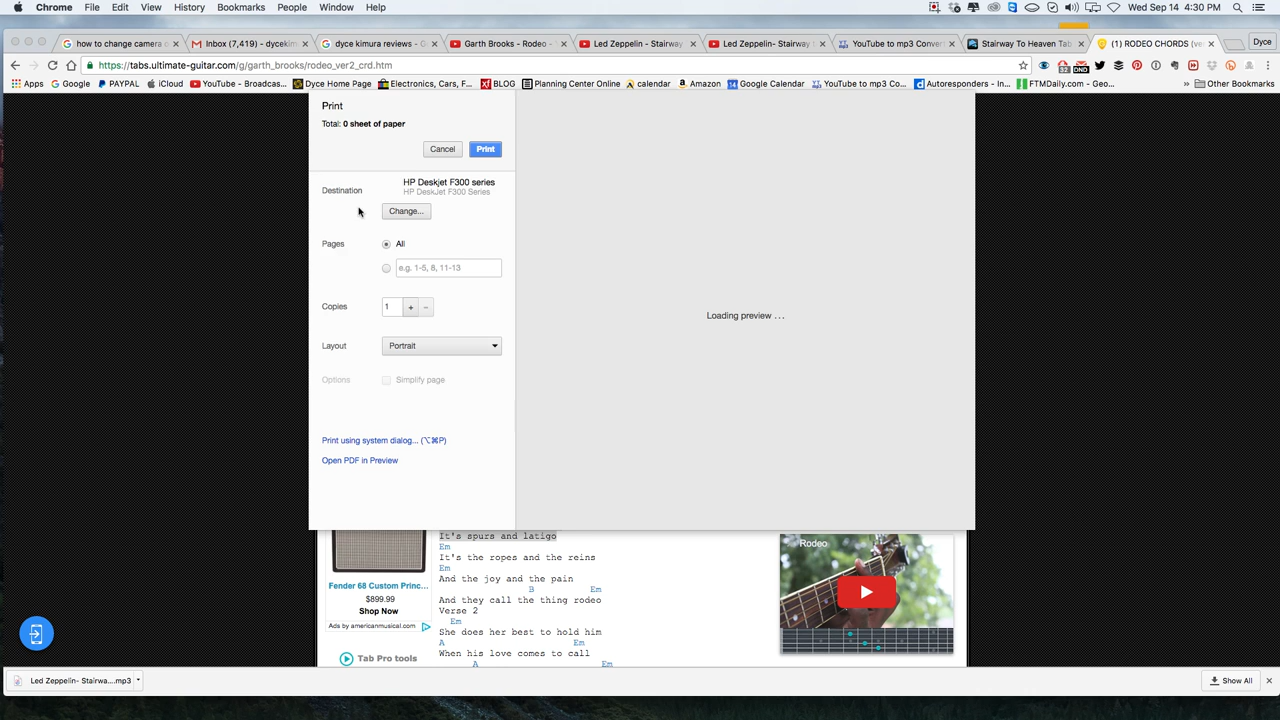 Chrome File Edit View History Bookmarks People Window Help Wed Sep 14 4:30 PM
how to change camera c Inbox (7,419) - dycekim dyce kimura reviews - G Garth Brooks - Rodeo - Led Zeppelin - Stairway Led Zeppelin- Stairway YouTube to mp3 Conver Stairway To Heaven Tab (1) RODEO CHORDS (ve Dyce
https://tabs.ultimate-guitar.com/g/garth_brooks/rodeo_ver2_crd.htm
Apps Google PAYPAL iCloud YouTube - Broadcas... Dyce Home Page Electronics, Cars, F... BLOG Planning Center Online calendar Amazon Google Calendar YouTube to mp3 Co... Autoresponders - In... FTMDaily.com - Geo... Other Bookmarks
Print
Total: 0 sheet of paper
Cancel Print
Destination
HP Deskjet F300 series
HP DeskJet F300 Series
Change...
Pages
All
e.g. 1-5, 8, 11-13
Copies 1 + -
Layout Portrait
Options Simplify page
Print using system dialog... (⌥⌘P)
Open PDF in Preview
Loading preview ...
It's spurs and latigo
Em
It's the ropes and the reins
Em
And the joy and the pain
B Em
And they call the thing rodeo
Verse 2
Em
She does her best to hold him
A Em
When his love comes to call
A Em
Fender 68 Custom Princ...
$899.99
Shop Now
Ads by americanmusical.com
Tab Pro tools
Rodeo
Led Zeppelin- Stairwa....mp3
Show All